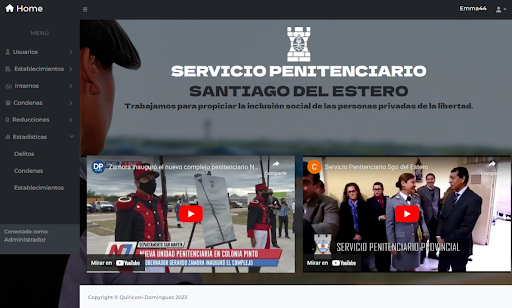 Home
Emma44
MENÚ
Usuarios
Establecimientos
Internos
Condenas
Reducciones
Estadísticas
Delitos
Condenas
Establecimientos
Conectado como:
Administrador
SERVICIO PENITENCIARIO
SANTIAGO DEL ESTERO
Trabajamos para propiciar la inclusión social de las personas privadas de la libertad.
DP
Zamora inauguró el nuevo complejo penitenciario N...
Compartir
DEPARTAMENTO SAN MARTÍN
UEVA UNIDAD PENITENCIARIA EN COLONIA PINTO
GOBERNADOR GERARDO ZAMORA INAUGURÓ EL COMPLEJO
Mirar en YouTube
C
Servicio Penitenciario Sgo del Estero
Compartir
SERVICIO PENITENCIARIO PROVINCIAL
Mirar en YouTube
Copyright © Quiriconi-Dominguez 2023